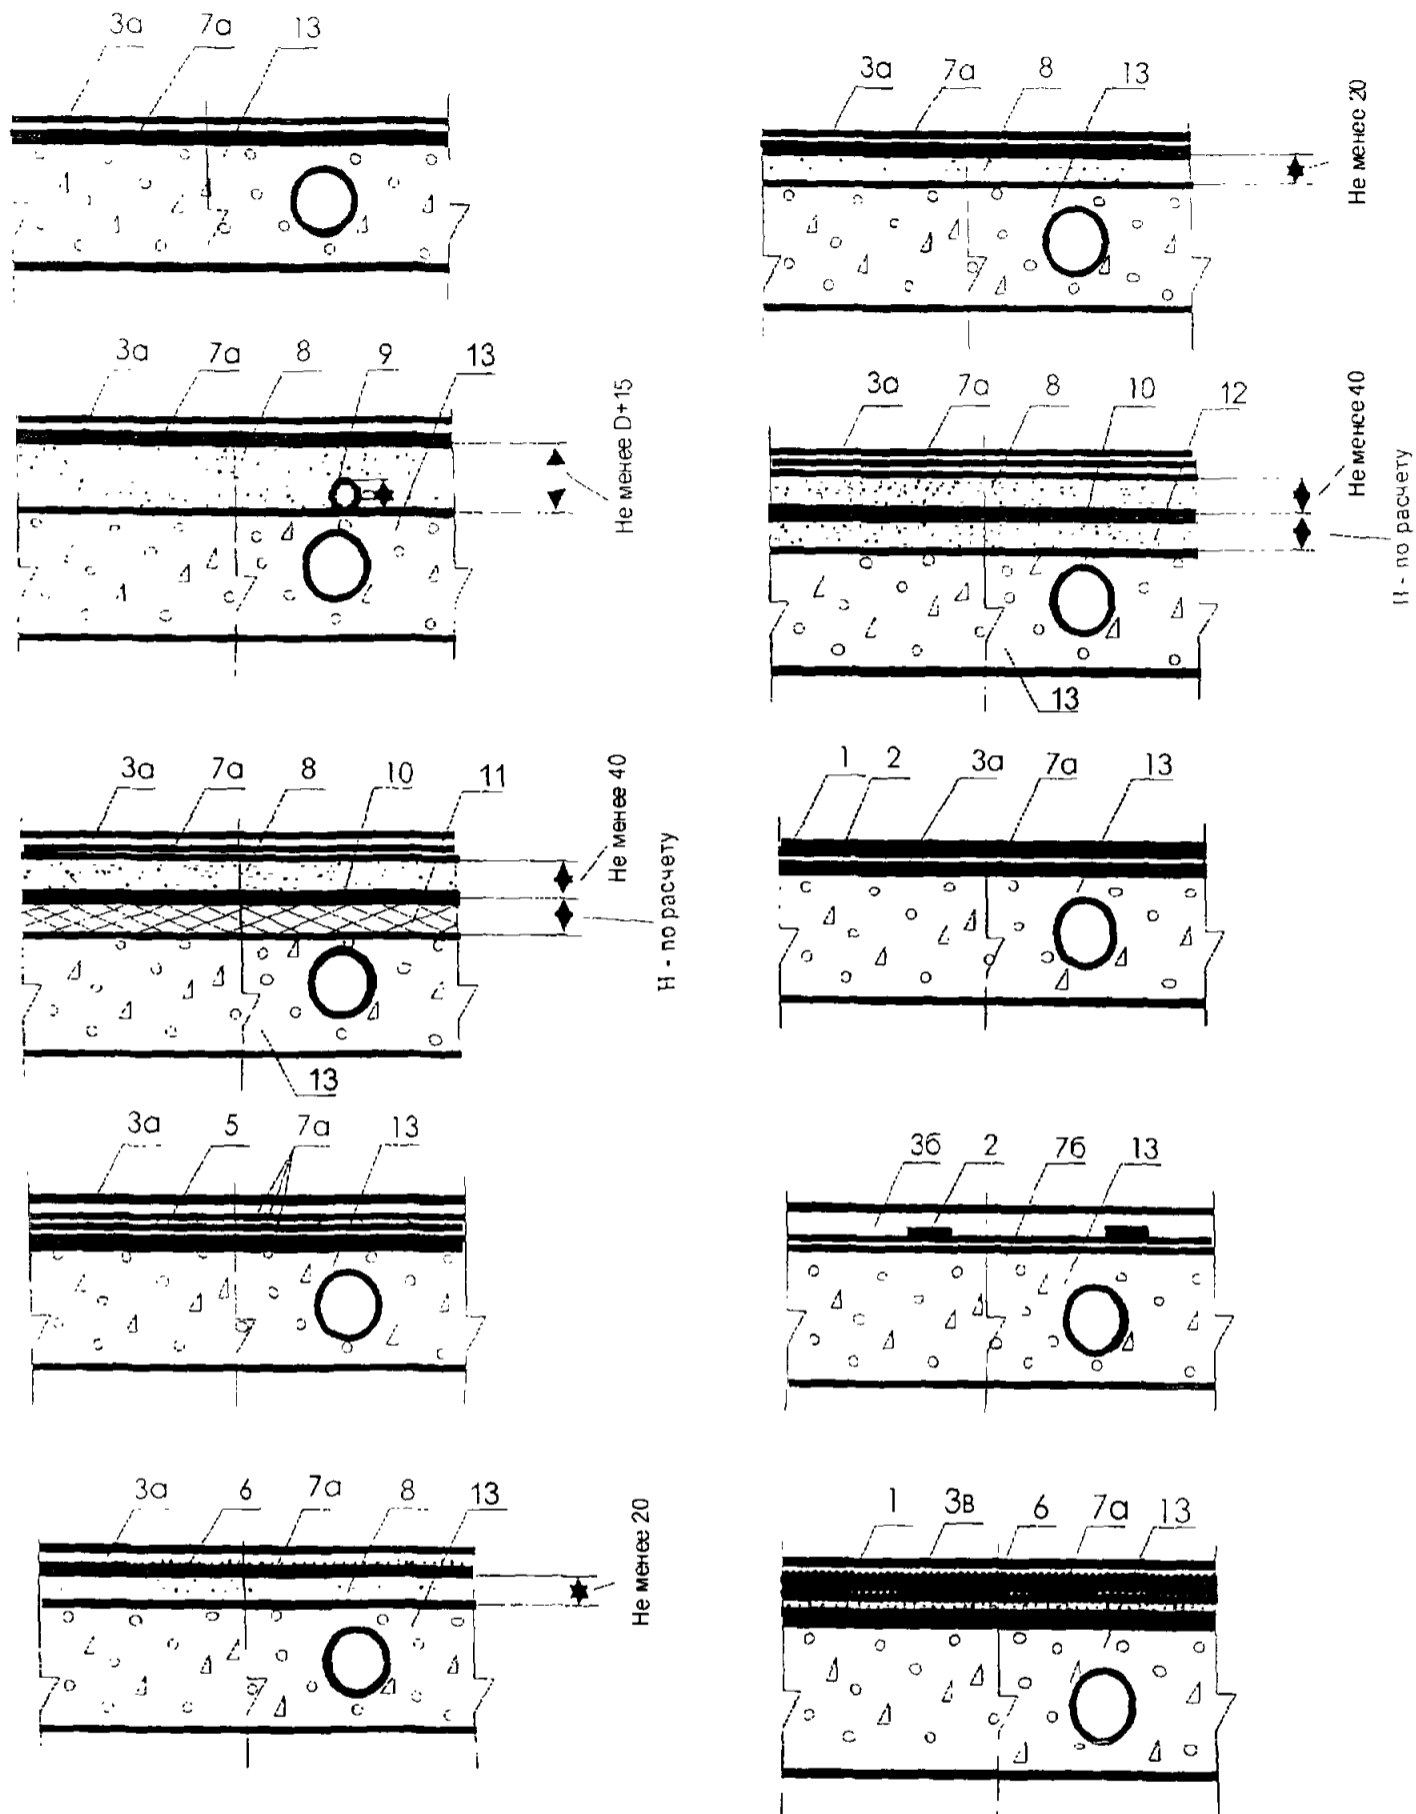 3а 7а 13
3а 7а 8 13
Не менее 20
3а 7а 8 9 13
Не менее D+15
3а 7а 8 10 12
Не менее 40
H - по расчету
13
3а 7а 8 10 11
Не менее 40
H - по расчету
13
1 2 3а 7а 13
3а 5 7а 13
3б 2 7б 13
3а 6 7а 8 13
Не менее 20
1 3в 6 7а 13